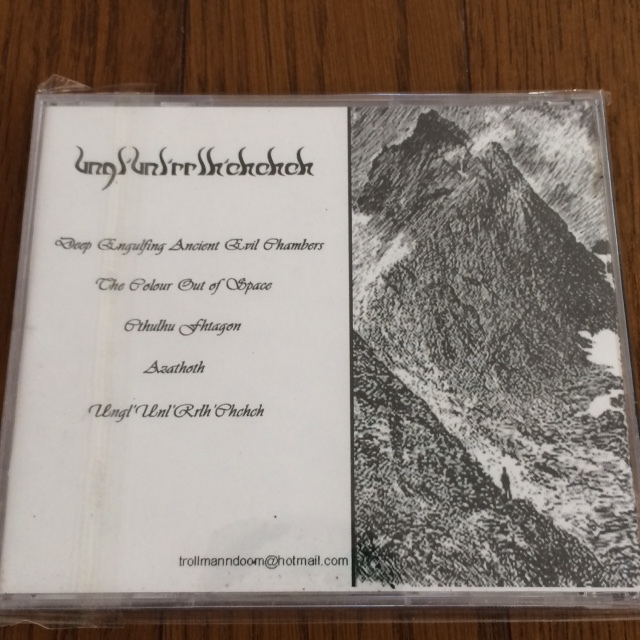 Ungl'Unl'rrlh'chchch
Deep Engulfing Ancient Evil Chambers
The Colour Out of Space
Cthulhu Fhtagon
Azathoth
Ungl'Unl'Rrlh'Chchch
trollmanndoom@hotmail.com